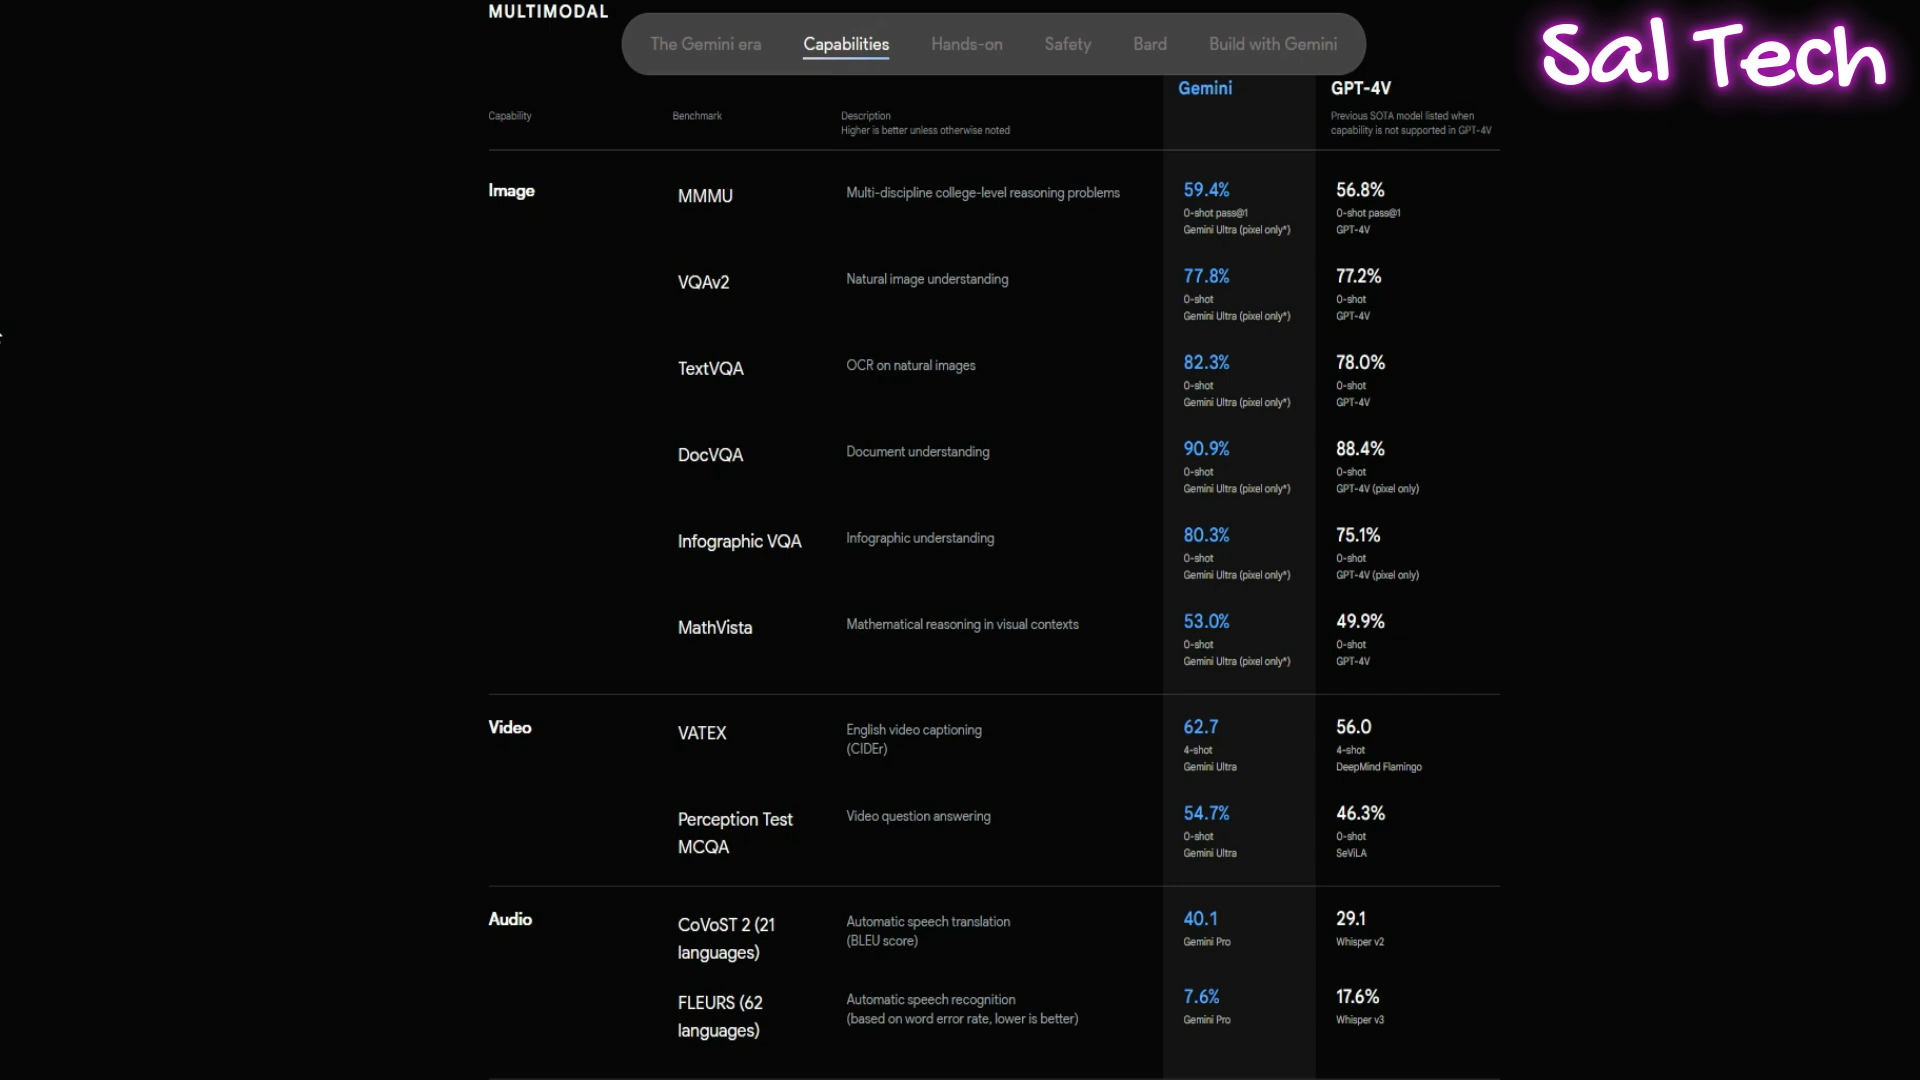 MULTIMODAL
The Gemini era Capabilities Hands-on Safety Bard Build with Gemini
Sal Tech
Gemini GPT-4V
Capability Benchmark Description Previous SOTA model listed when
Higher is better unless otherwise noted capability is not supported in GPT-4V
Image MMMU Multi-discipline college-level reasoning problems 59.4% 56.8%
0-shot pass@1 0-shot pass@1
Gemini Ultra (pixel only*) GPT-4V
VQAv2 Natural image understanding 77.8% 77.2%
0-shot 0-shot
Gemini Ultra (pixel only*) GPT-4V
TextVQA OCR on natural images 82.3% 78.0%
0-shot 0-shot
Gemini Ultra (pixel only*) GPT-4V
DocVQA Document understanding 90.9% 88.4%
0-shot 0-shot
Gemini Ultra (pixel only*) GPT-4V (pixel only)
Infographic VQA Infographic understanding 80.3% 75.1%
0-shot 0-shot
Gemini Ultra (pixel only*) GPT-4V (pixel only)
MathVista Mathematical reasoning in visual contexts 53.0% 49.9%
0-shot 0-shot
Gemini Ultra (pixel only*) GPT-4V
Video VATEX English video captioning 62.7 56.0
(CIDEr) 4-shot 4-shot
Gemini Ultra DeepMind Flamingo
Perception Test Video question answering 54.7% 46.3%
MCQA 0-shot 0-shot
Gemini Ultra SeViLA
Audio CoVoST 2 (21 Automatic speech translation 40.1 29.1
languages) (BLEU score) Gemini Pro Whisper v2
FLEURS (62 Automatic speech recognition 7.6% 17.6%
languages) (based on word error rate, lower is better) Gemini Pro Whisper v3